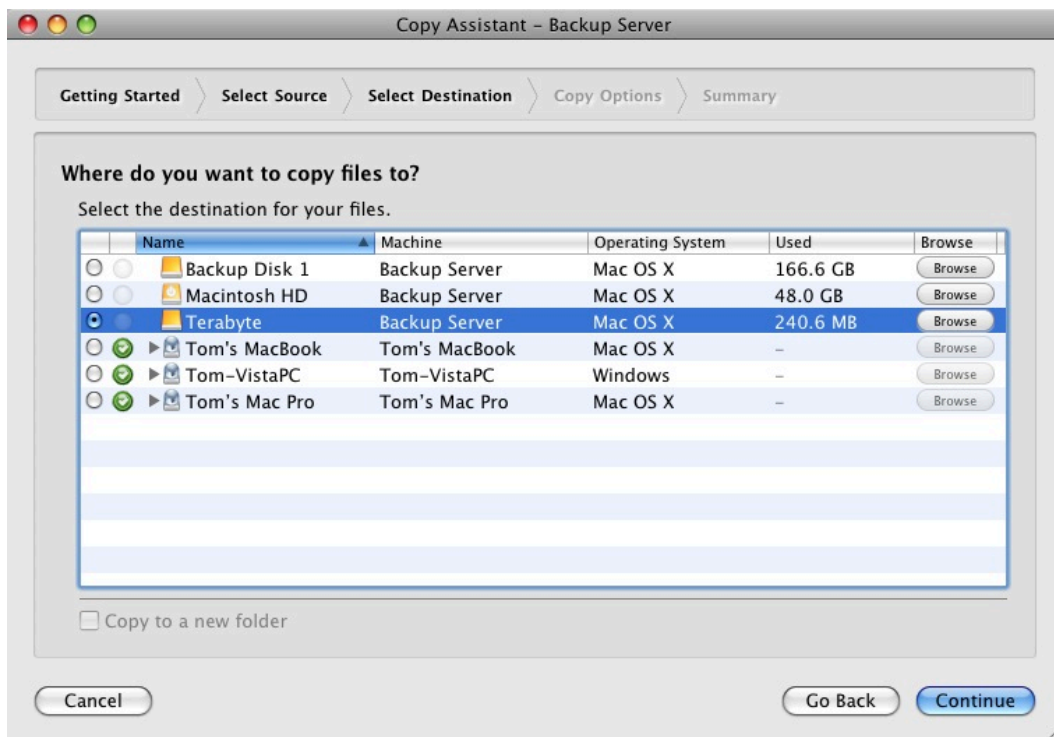 Copy Assistant – Backup Server
Getting Started Select Source Select Destination Copy Options Summary
Where do you want to copy files to?
Select the destination for your files.
Name Machine Operating System Used Browse
Backup Disk 1 Backup Server Mac OS X 166.6 GB Browse
Macintosh HD Backup Server Mac OS X 48.0 GB Browse
Terabyte Backup Server Mac OS X 240.6 MB Browse
Tom's MacBook Tom's MacBook Mac OS X – Browse
Tom-VistaPC Tom-VistaPC Windows – Browse
Tom's Mac Pro Tom's Mac Pro Mac OS X – Browse
Copy to a new folder
Cancel Go Back Continue